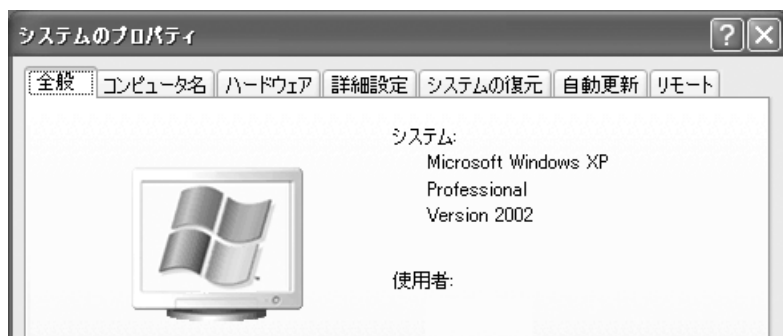 システムのプロパティ
全般 コンピュータ名 ハードウェア 詳細設定 システムの復元 自動更新 リモート
システム:
Microsoft Windows XP
Professional
Version 2002
使用者: